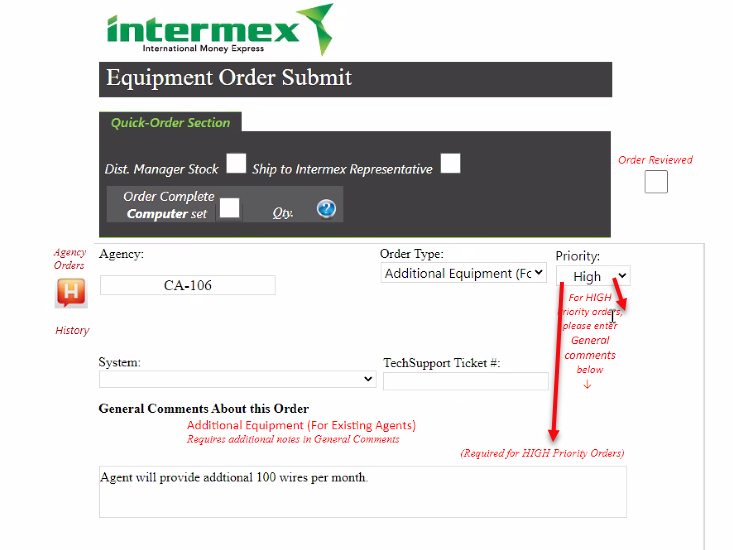 intermex
International Money Express
Equipment Order Submit
Quick-Order Section
Dist. Manager Stock
Ship to Intermex Representative
Order Reviewed
Order Complete
Computer set
Qty.
?
Agency
Orders
H
History
Agency:
CA-106
Order Type:
Additional Equipment (Fo
Priority:
High
For HIGH
priority orders,
please enter
General
comments
below
↓
System:
TechSupport Ticket #:
General Comments About this Order
Additional Equipment (For Existing Agents)
Requires additional notes in General Comments
(Required for HIGH Priority Orders)
Agent will provide addtional 100 wires per month.